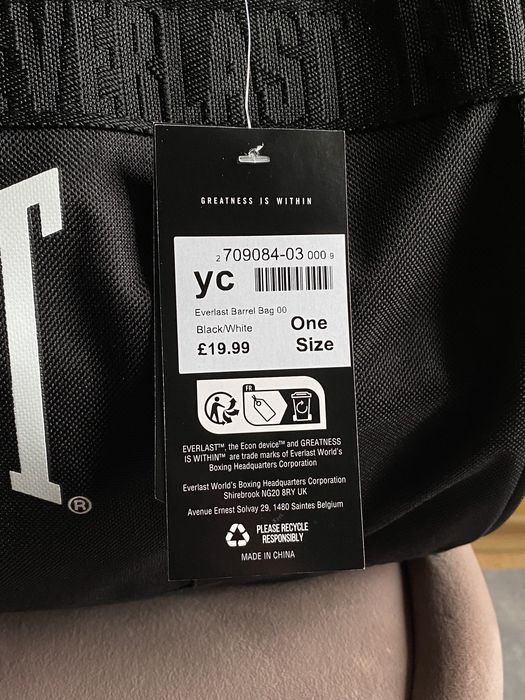 EVERLAST
T
®
GREATNESS IS WITHIN
2 709084-03 000 9
yc
Everlast Barrel Bag 00
Black/White
One Size
£19.99
FR
EVERLAST™, the Econ device™ and GREATNESS
IS WITHIN™ are trade marks of Everlast World's
Boxing Headquarters Corporation
Everlast World's Boxing Headquarters Corporation
Shirebrook NG20 8RY UK
Avenue Ernest Solvay 29, 1480 Saintes Belgium
PLEASE RECYCLE
RESPONSIBLY
MADE IN CHINA